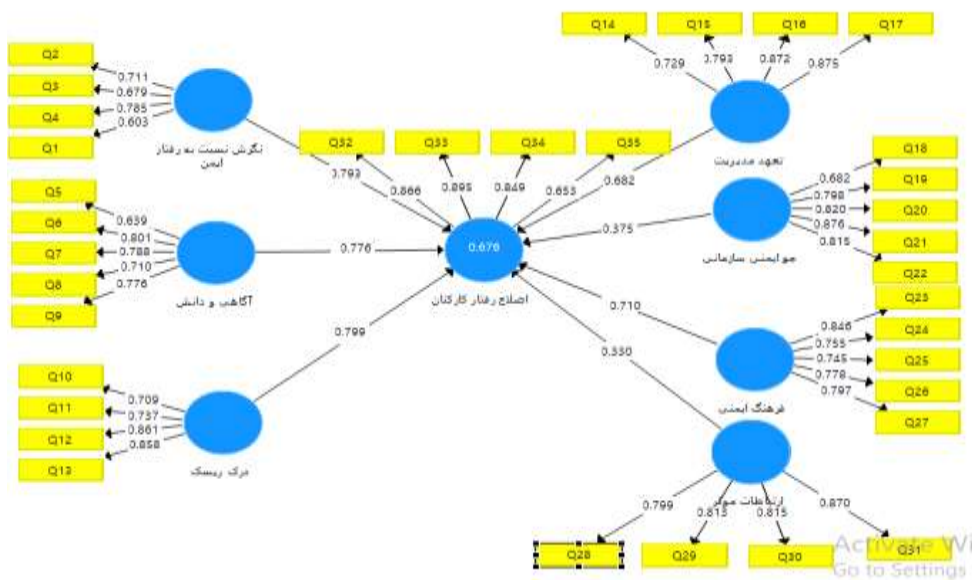 Q14
Q15
Q16
Q17
0.729
0.793
0.872
0.875
تعهد مدیریت
Q2
Q3
Q4
Q1
0.711
0.679
0.785
0.603
نگرش نسبت به رفتار
ایمن
0.793
Q32
Q33
Q34
Q35
0.866
0.895
0.849
0.653
0.682
Q5
Q6
Q7
Q8
Q9
0.639
0.801
0.788
0.710
0.776
آگاهی و دانش
0.776
0.676
اصلاح رفتار کارکنان
0.375
Q18
Q19
Q20
Q21
Q22
0.682
0.798
0.820
0.876
0.815
جو ایمنی سازمانی
Q10
Q11
Q12
Q13
0.709
0.737
0.861
0.858
درک ریسک
0.799
0.710
Q23
Q24
Q25
Q26
Q27
0.846
0.755
0.745
0.778
0.797
فرهنگ ایمنی
0.330
ارتباطات موثر
0.799
0.813
0.815
0.870
Q28
Q29
Q30
Q31
Activate Wi
Go to Settings